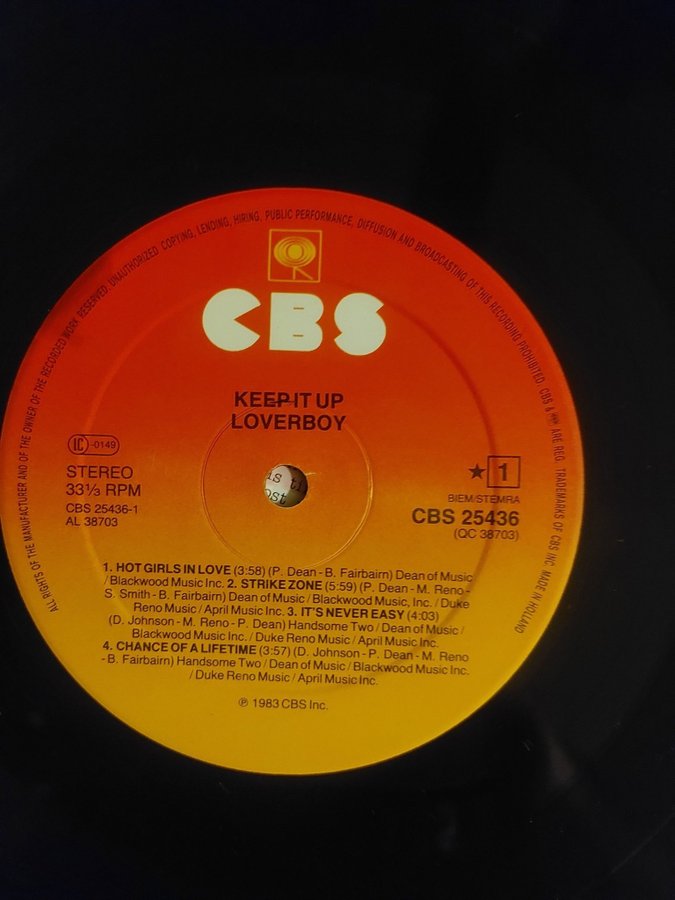 ALL RIGHTS OF THE MANUFACTURER AND OF THE OWNER OF THE RECORDED WORK RESERVED. UNAUTHORIZED COPYING, LENDING, HIRING, PUBLIC PERFORMANCE, DIFFUSION AND BROADCASTING OF THIS RECORDING PROHIBITED. CBS & ARE REG. TRADEMARKS OF CBS INC. MADE IN HOLLAND
CBS
KEEP IT UP
LOVERBOY
LC -0149
STEREO
33⅓ RPM
CBS 25436-1
AL 38703
★ 1
BIEM/STEMRA
CBS 25436
(QC 38703)
is t
ost
1. HOT GIRLS IN LOVE (3:58) (P. Dean - B. Fairbairn) Dean of Music
/ Blackwood Music Inc. 2. STRIKE ZONE (5:59) (P. Dean - M. Reno -
S. Smith - B. Fairbairn) Dean of Music / Blackwood Music, Inc. / Duke
Reno Music / April Music Inc. 3. IT'S NEVER EASY (4:03)
(D. Johnson - M. Reno - P. Dean) Handsome Two / Dean of Music /
Blackwood Music Inc. / Duke Reno Music / April Music Inc.
4. CHANCE OF A LIFETIME (3:57) (D. Johnson - P. Dean - M. Reno
- B. Fairbairn) Handsome Two / Dean of Music / Blackwood Music Inc.
/ Duke Reno Music / April Music Inc.
℗ 1983 CBS Inc.